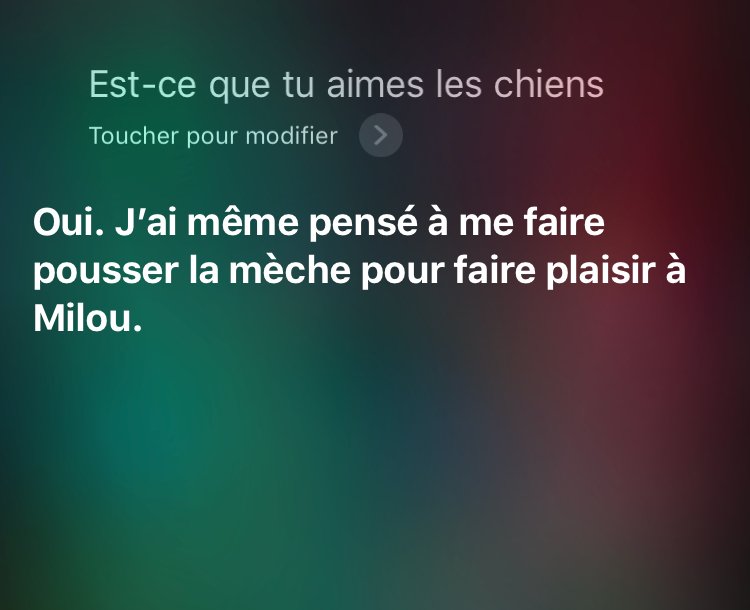 Est-ce que tu aimes les chiens
Toucher pour modifier
Oui. J’ai même pensé à me faire
pousser la mèche pour faire plaisir à
Milou.